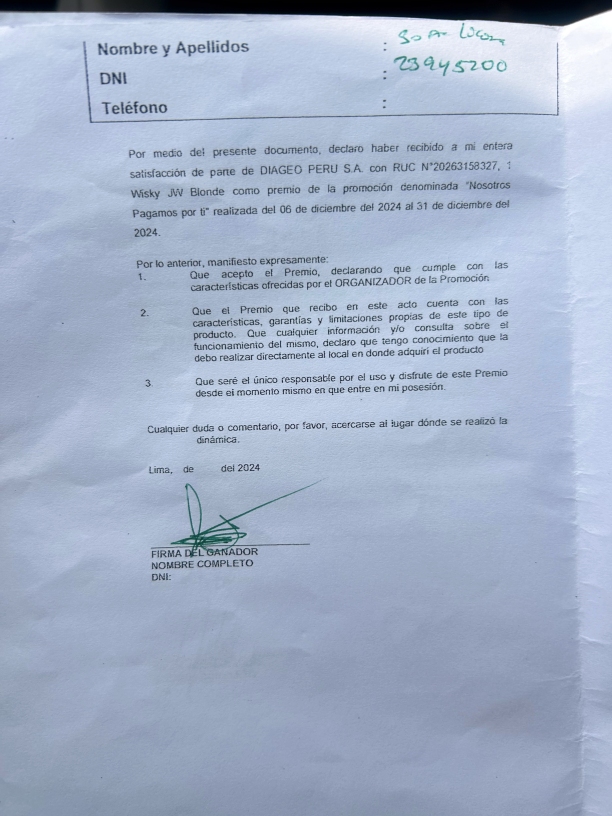 Nombre y Apellidos :
DNI : 23945200
Teléfono :
Por medio del presente documento, declaro haber recibido a mi entera
satisfacción de parte de DIAGEO PERU S.A. con RUC N°20263158327, 1
Wisky JW Blonde como premio de la promoción denominada "Nosotros
Pagamos por ti" realizada del 06 de diciembre del 2024 al 31 de diciembre del
2024.
Por lo anterior, manifiesto expresamente:
1. Que acepto el Premio, declarando que cumple con las
características ofrecidas por el ORGANIZADOR de la Promoción
2. Que el Premio que recibo en este acto cuenta con las
características, garantías y limitaciones propias de este tipo de
producto. Que cualquier información y/o consulta sobre el
funcionamiento del mismo, declaro que tengo conocimiento que la
debo realizar directamente al local en donde adquirí el producto
3. Que seré el único responsable por el uso y disfrute de este Premio
desde el momento mismo en que entre en mi posesión.
Cualquier duda o comentario, por favor, acercarse al lugar dónde se realizó la
dinámica.
Lima, de del 2024
FIRMA DEL GANADOR
NOMBRE COMPLETO
DNI: